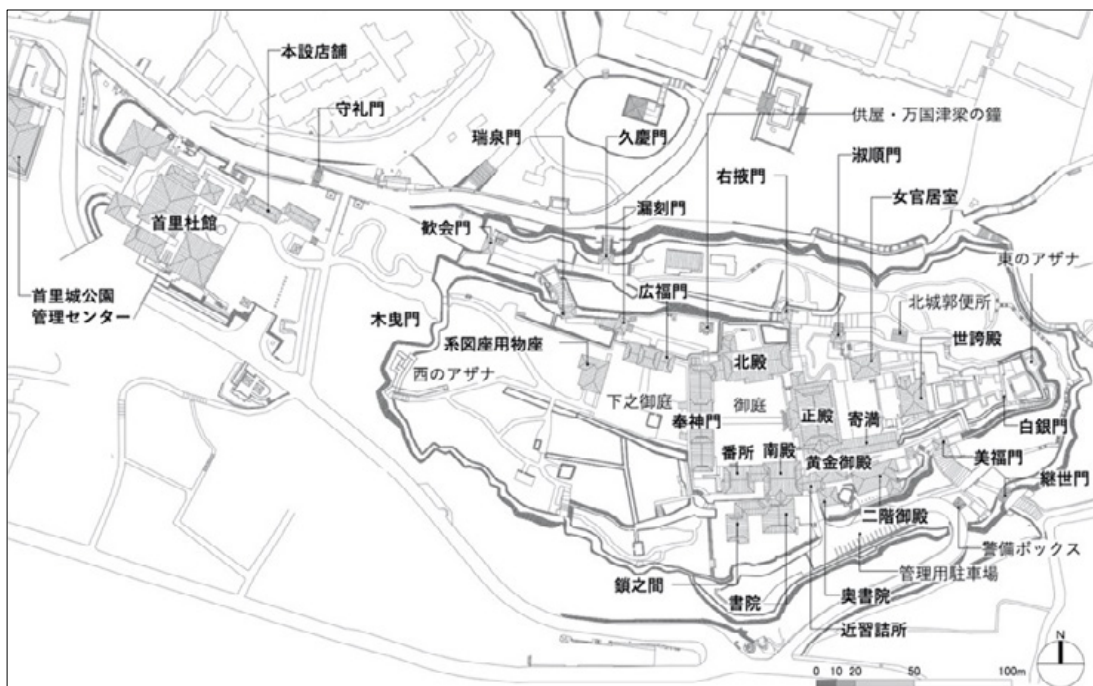 本設店舗
守礼門
瑞泉門
久慶門
供屋・万国津梁の鐘
右掖門
淑順門
女官居室
首里杜館
歓会門
漏刻門
東のアザナ
首里城公園
管理センター
木曳門
広福門
北城郭便所
系図座用物座
世誇殿
西のアザナ
北殿
下之御庭
御庭
正殿
寄満
奉神門
白銀門
番所
南殿
黄金御殿
美福門
継世門
二階御殿
警備ボックス
鎖之間
管理用駐車場
書院
奥書院
近習詰所
N
0 10 20 50 100m